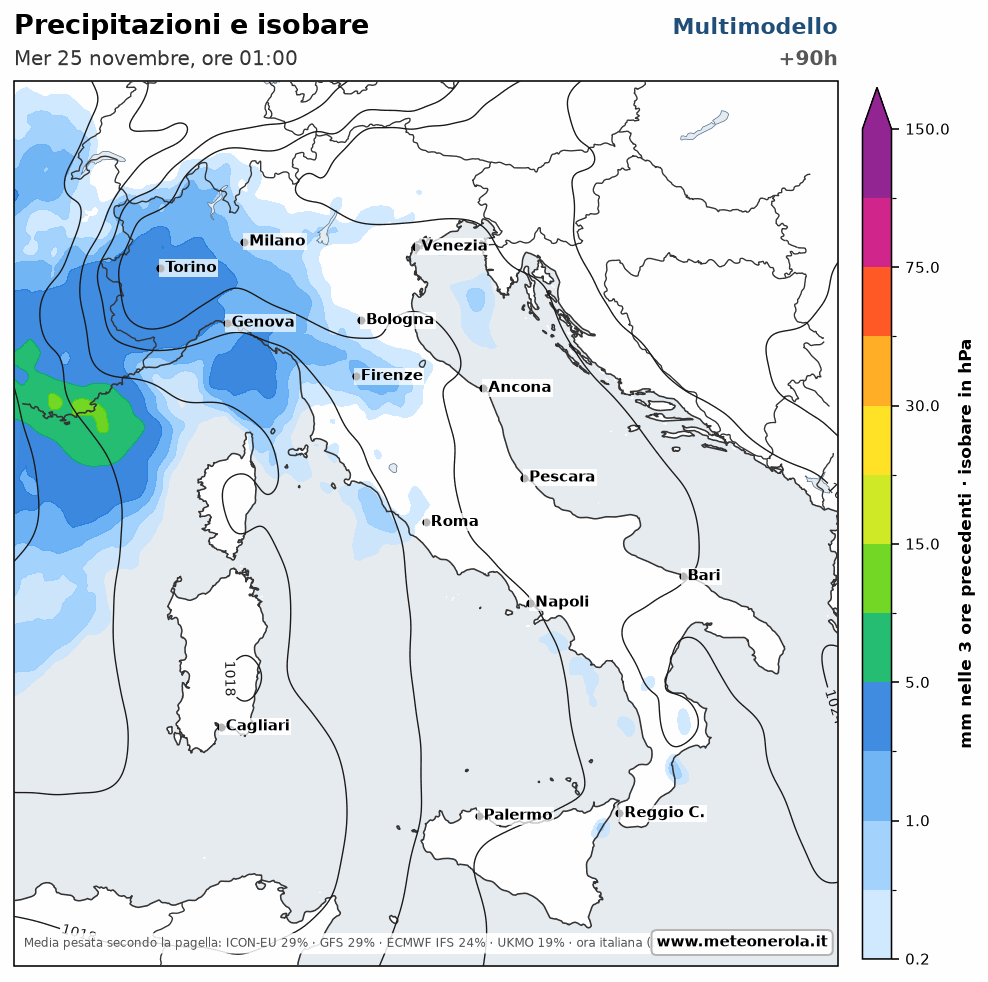 Precipitazioni e isobare
Multimodello
Mer 25 novembre, ore 01:00
+90h
150.0
75.0
30.0
15.0
5.0
1.0
0.2
mm nelle 3 ore precedenti · isobare in hPa
Milano
Venezia
Torino
Genova
Bologna
Firenze
Ancona
Pescara
Roma
Bari
Napoli
1018
Cagliari
Palermo
Reggio C.
Media pesata secondo la pagella: ICON-EU 29% · GFS 29% · ECMWF IFS 24% · UKMO 19% · ora italiana (
www.meteonerola.it